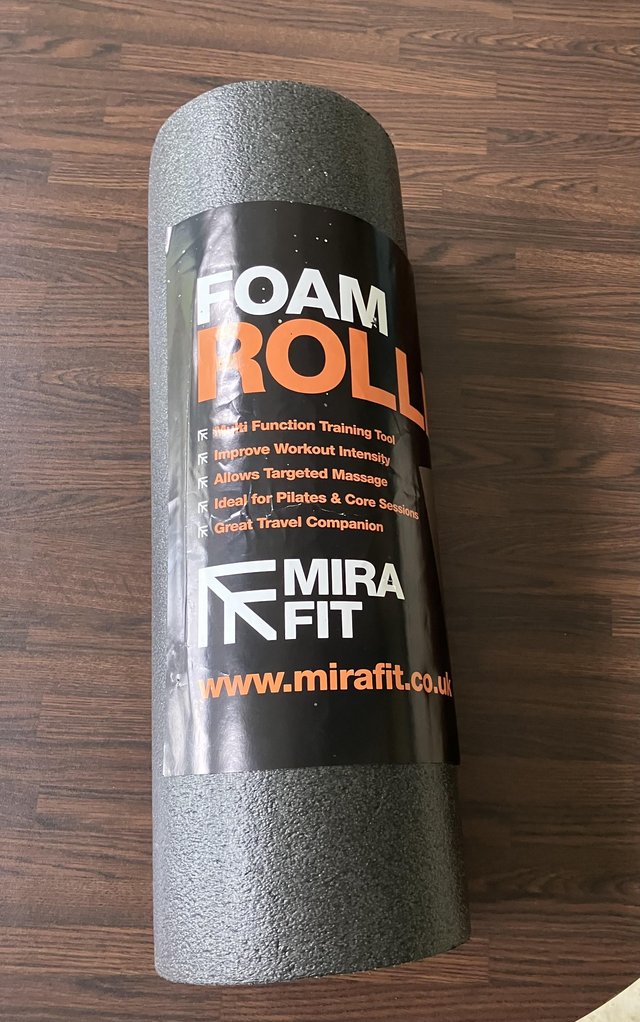 FOAM
ROLL
Multi Function Training Tool
Improve Workout Intensity
Allows Targeted Massage
Ideal for Pilates & Core Sessions
Great Travel Companion
MIRA
FIT
www.mirafit.co.uk